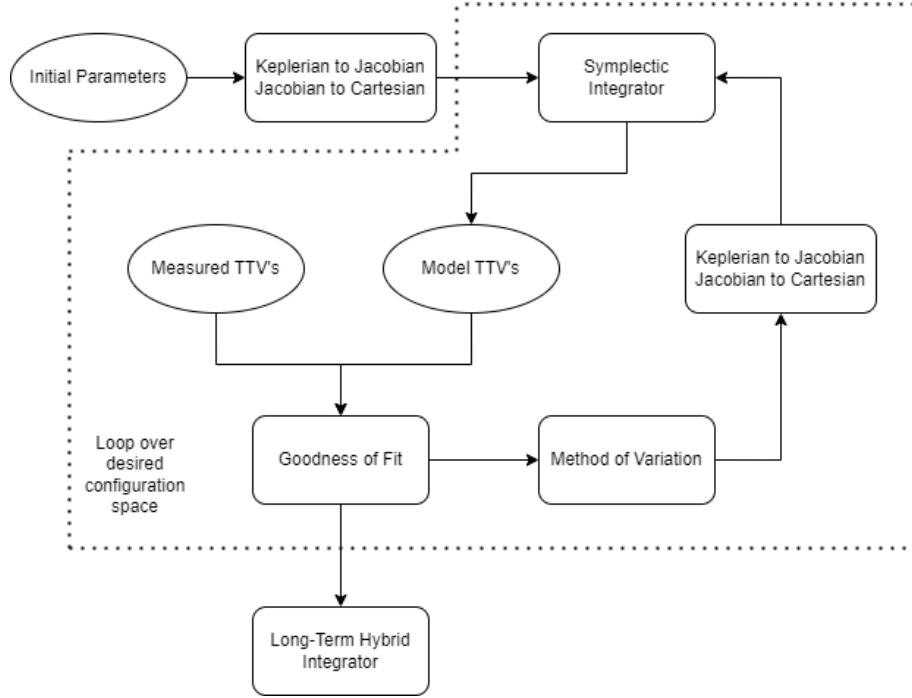 Initial Parameters
Keplerian to Jacobian
Jacobian to Cartesian
Symplectic
Integrator
Measured TTV's
Model TTV's
Keplerian to Jacobian
Jacobian to Cartesian
Loop over
desired
configuration
space
Goodness of Fit
Method of Variation
Long-Term Hybrid
Integrator